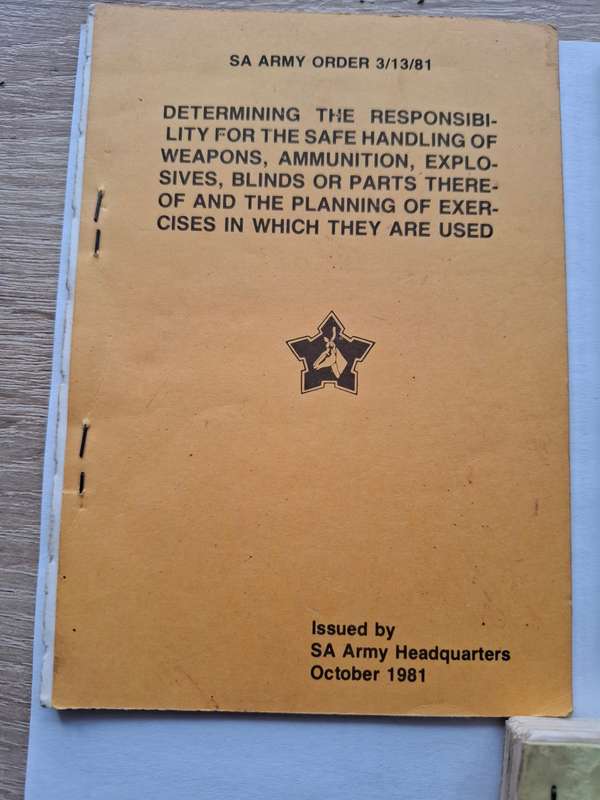 SA ARMY ORDER 3/13/81
DETERMINING THE RESPONSIBI-
LITY FOR THE SAFE HANDLING OF
WEAPONS, AMMUNITION, EXPLO-
SIVES, BLINDS OR PARTS THERE-
OF AND THE PLANNING OF EXER-
CISES IN WHICH THEY ARE USED
Issued by
SA Army Headquarters
October 1981